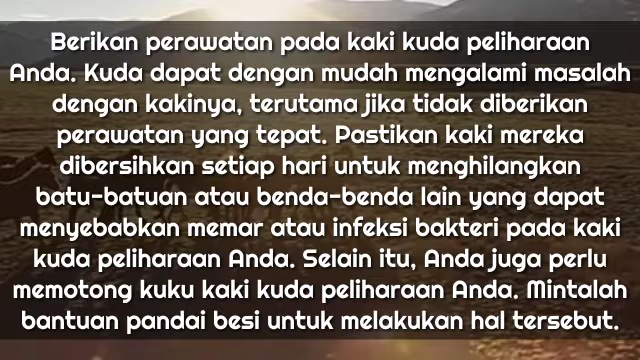 Berikan perawatan pada kaki kuda peliharaan
Anda. Kuda dapat dengan mudah mengalami masalah
dengan kakinya, terutama jika tidak diberikan
perawatan yang tepat. Pastikan kaki mereka
dibersihkan setiap hari untuk menghilangkan
batu-batuan atau benda-benda lain yang dapat
menyebabkan memar atau infeksi bakteri pada kaki
kuda peliharaan Anda. Selain itu, Anda juga perlu
memotong kuku kaki kuda peliharaan Anda. Mintalah
bantuan pandai besi untuk melakukan hal tersebut.